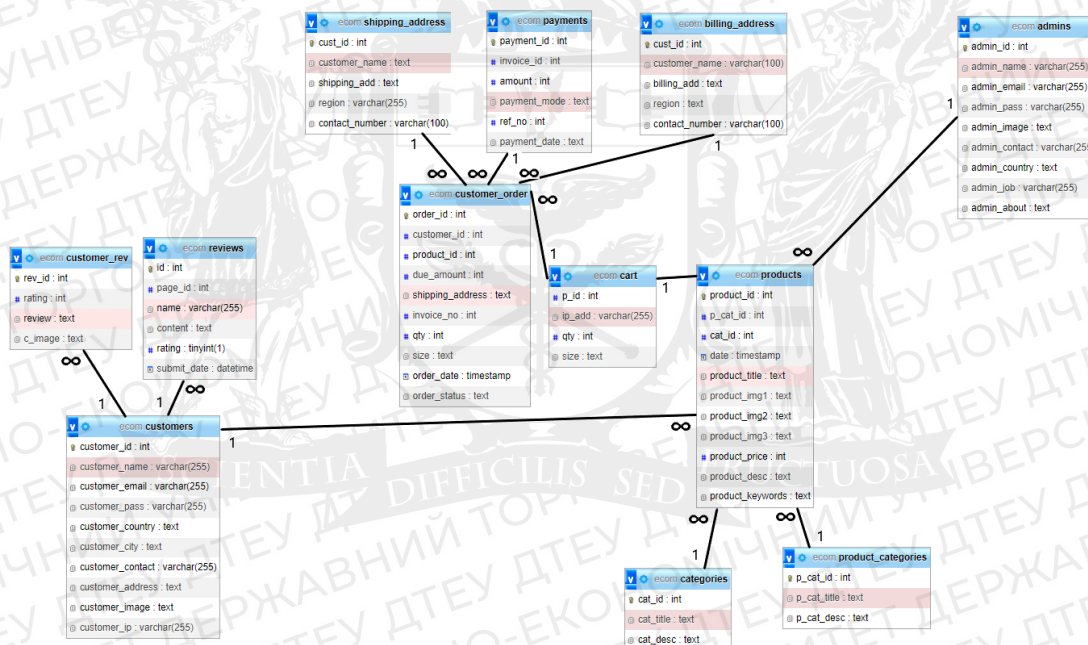 ecom shipping_address
cust_id : int
customer_name : text
shipping_add : text
region : varchar(255)
contact_number : varchar(100)
ecom payments
payment_id : int
invoice_id : int
amount : int
payment_mode : text
ref_no : int
payment_date : text
ecom billing_address
cust_id : int
customer_name : varchar(100)
billing_add : text
region : text
contact_number : varchar(100)
ecom admins
admin_id : int
admin_name : varchar(255)
admin_email : varchar(255)
admin_pass : varchar(255)
admin_image : text
admin_contact : varchar(255
admin_country : text
admin_job : varchar(255)
admin_about : text
1
1
1
1
∞
∞
∞
∞
ecom customer_order
order_id : int
customer_id : int
product_id : int
due_amount : int
shipping_address : text
invoice_no : int
qty : int
size : text
order_date : timestamp
order_status : text
ecom customer_rev
rev_id : int
rating : int
review : text
c_image : text
ecom reviews
id : int
page_id : int
name : varchar(255)
content : text
rating : tinyint(1)
submit_date : datetime
1
∞
ecom cart
p_id : int
ip_add : varchar(255)
qty : int
size : text
1
ecom products
product_id : int
p_cat_id : int
cat_id : int
date : timestamp
product_title : text
product_img1 : text
product_img2 : text
product_img3 : text
product_price : int
product_desc : text
product_keywords : text
∞
∞
1
1
ecom customers
customer_id : int
customer_name : varchar(255)
customer_email : varchar(255)
customer_pass : varchar(255)
customer_country : text
customer_city : text
customer_contact : varchar(255)
customer_address : text
customer_image : text
customer_ip : varchar(255)
1
∞
∞
∞
1
1
ecom categories
cat_id : int
cat_title : text
cat_desc : text
ecom product_categories
p_cat_id : int
p_cat_title : text
p_cat_desc : text